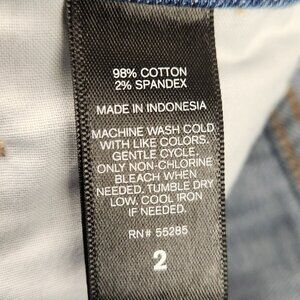 98% COTTON
2% SPANDEX
MADE IN INDONESIA
MACHINE WASH COLD
WITH LIKE COLORS.
GENTLE CYCLE.
ONLY NON-CHLORINE
BLEACH WHEN
NEEDED. TUMBLE DRY
LOW. COOL IRON
IF NEEDED.
RN# 55285
2